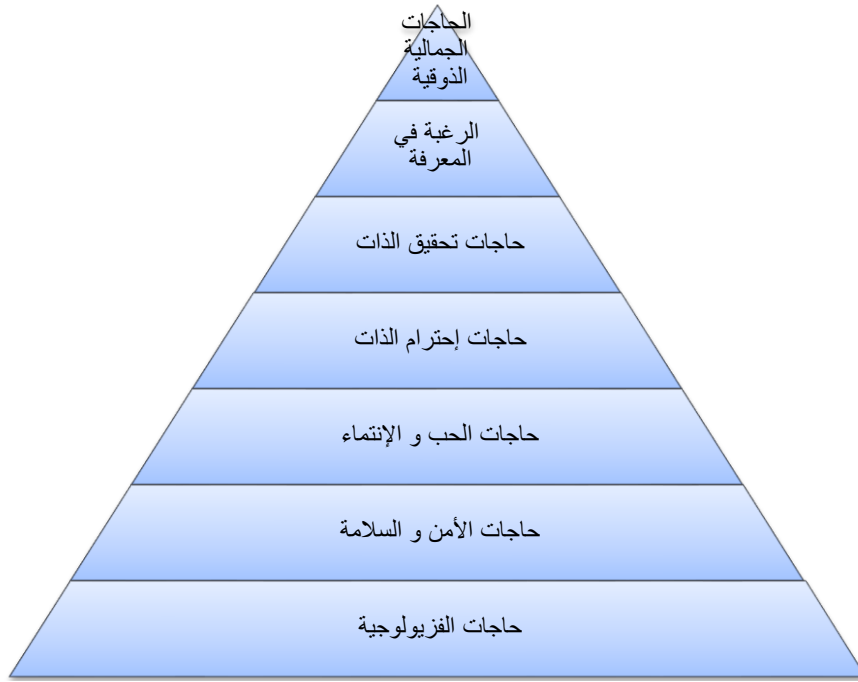 الحاجات
الجمالية
الذوقية
الرغبة في
المعرفة
حاجات تحقيق الذات
حاجات إحترام الذات
حاجات الحب و الإنتماء
حاجات الأمن و السلامة
حاجات الفزيولوجية